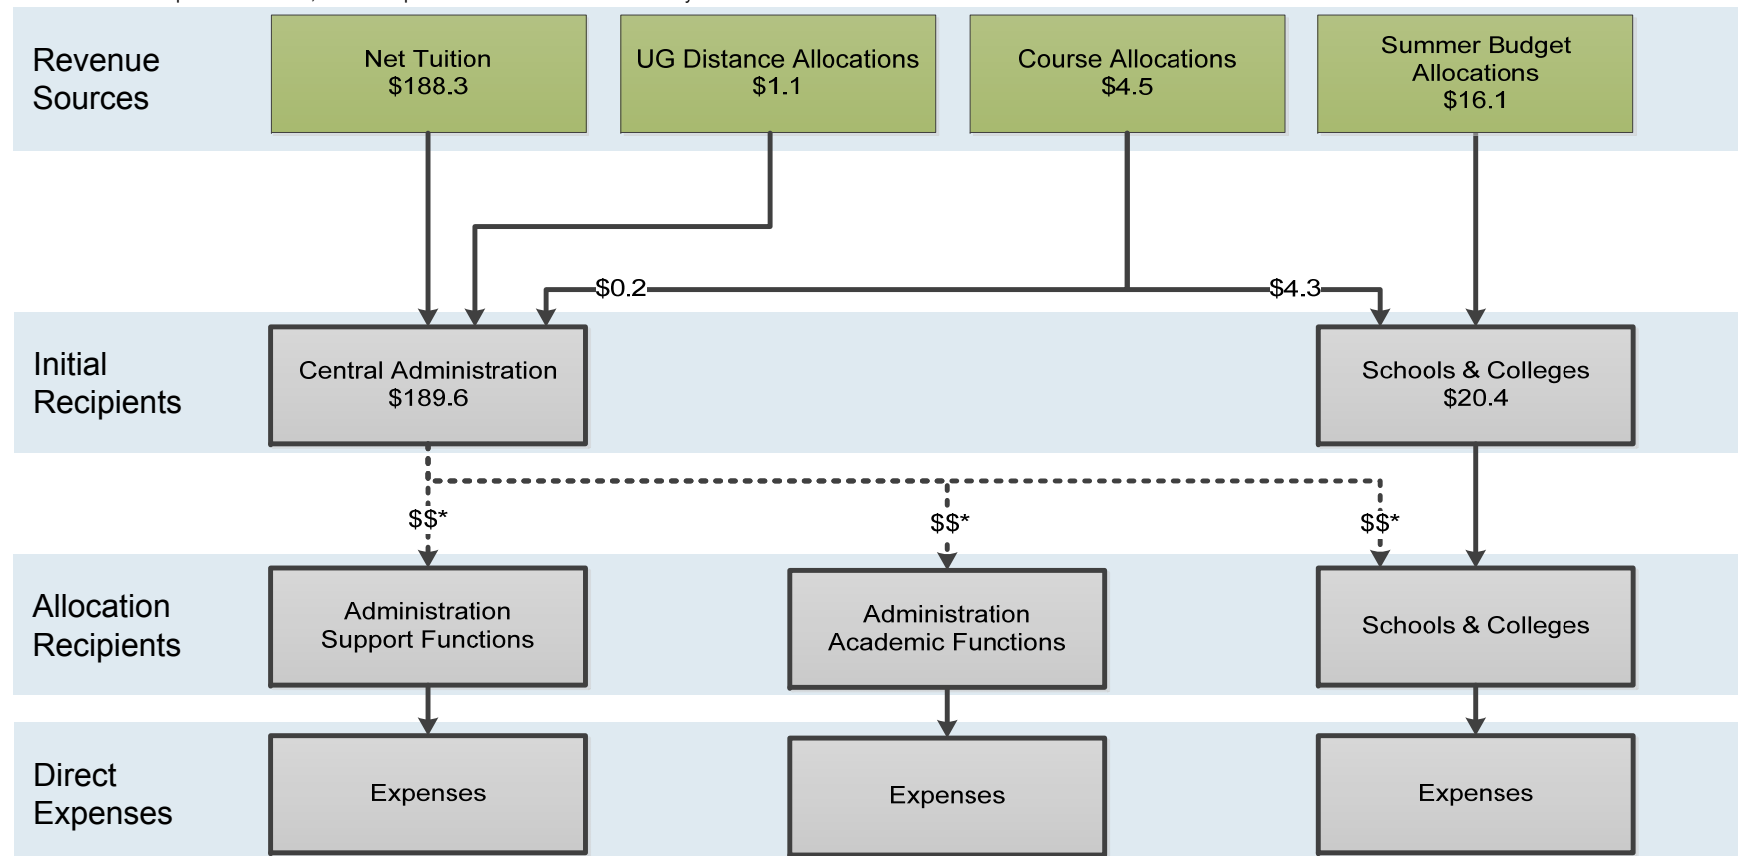 Revenue
Sources
Net Tuition
$188.3
UG Distance Allocations
$1.1
Course Allocations
$4.5
Summer Budget
Allocations
$16.1
$0.2
$4.3
Initial
Recipients
Central Administration
$189.6
Schools & Colleges
$20.4
$$*
$$*
$$*
Allocation
Recipients
Administration
Support Functions
Administration
Academic Functions
Schools & Colleges
Direct
Expenses
Expenses
Expenses
Expenses